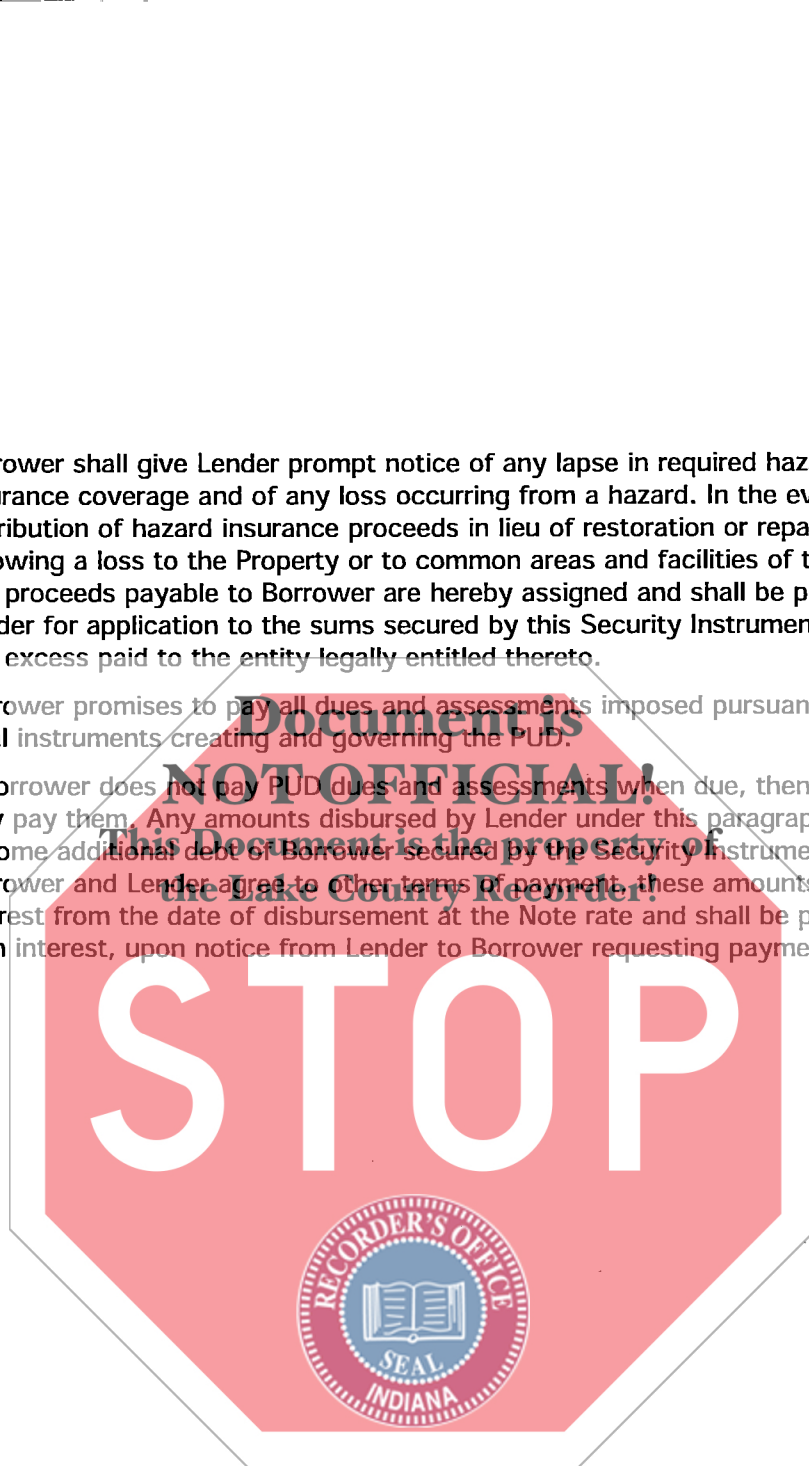 rower shall give Lender prompt notice of any lapse in required haz
urance coverage and of any loss occurring from a hazard. In the ev
ribution of hazard insurance proceeds in lieu of restoration or repa
owing a loss to the Property or to common areas and facilities of t
proceeds payable to Borrower are hereby assigned and shall be p
der for application to the sums secured by this Security Instrumen
excess paid to the entity legally entitled thereto.
rower promises to pay all dues and assessments imposed pursuan
l instruments creating and governing the PUD.
orrower does not pay PUD dues and assessments when due, then
y pay them. Any amounts disbursed by Lender under this paragrap
ome additional debt of Borrower secured by the Security Instrume
rower and Lender agree to other terms of payment, these amounts
rest from the date of disbursement at the Note rate and shall be p
n interest, upon notice from Lender to Borrower requesting payme
Document is
NOT OFFICIAL!
This Document is the property of
the Lake County Recorder!
STOP
RECORDER'S OFFICE
SEAL
INDIANA